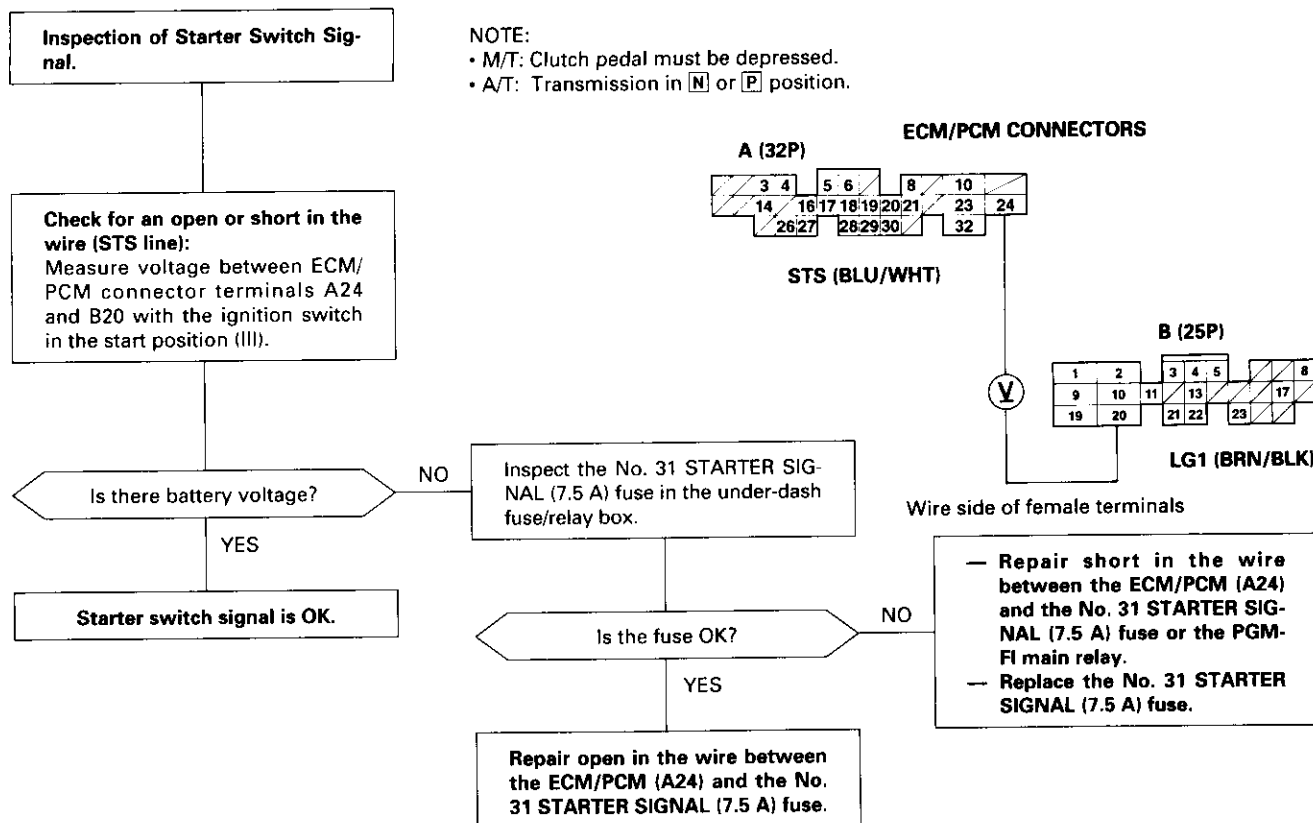 Inspection of Starter Switch Sig-
nal.
NOTE:
• M/T: Clutch pedal must be depressed.
• A/T: Transmission in N or P position.
ECM/PCM CONNECTORS
A (32P)
3 4 5 6 8 10
14 16 17 18 19 20 21 23 24
26 27 28 29 30 32
STS (BLU/WHT)
Check for an open or short in the
wire (STS line):
Measure voltage between ECM/
PCM connector terminals A24
and B20 with the ignition switch
in the start position (III).
B (25P)
1 2 3 4 5 8
9 10 11 13 17
19 20 21 22 23
V
LG1 (BRN/BLK)
Wire side of female terminals
Is there battery voltage?
NO
YES
Inspect the No. 31 STARTER SIG-
NAL (7.5 A) fuse in the under-dash
fuse/relay box.
Starter switch signal is OK.
Is the fuse OK?
NO
YES
— Repair short in the wire
between the ECM/PCM (A24)
and the No. 31 STARTER SIG-
NAL (7.5 A) fuse or the PGM-
FI main relay.
— Replace the No. 31 STARTER
SIGNAL (7.5 A) fuse.
Repair open in the wire between
the ECM/PCM (A24) and the No.
31 STARTER SIGNAL (7.5 A) fuse.